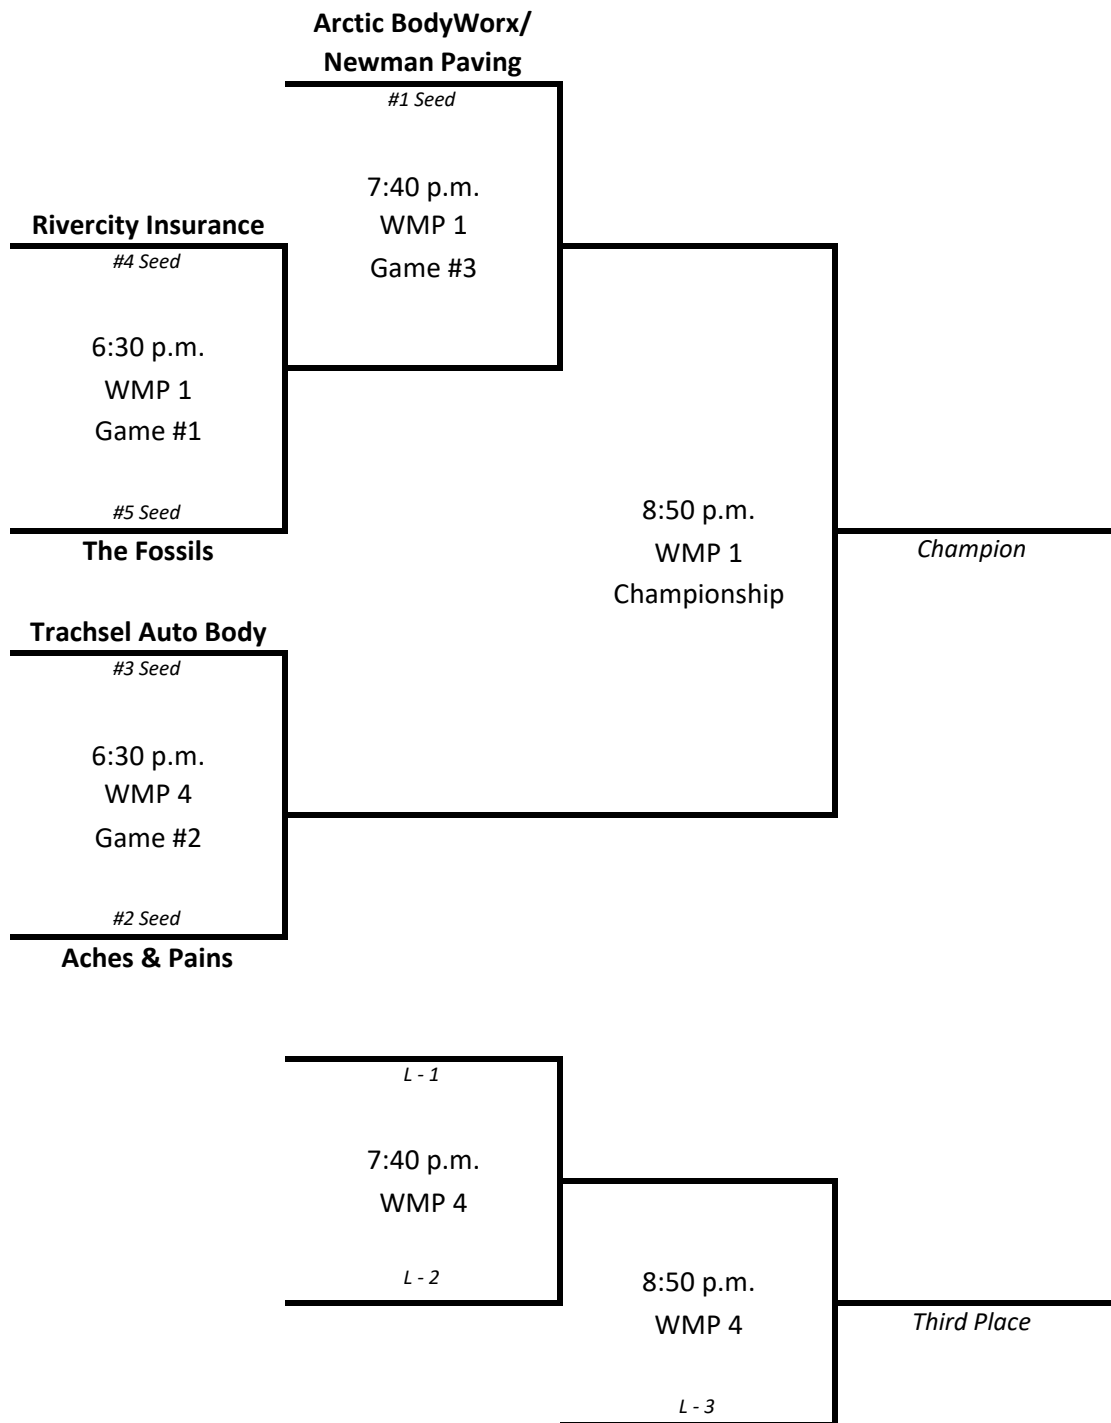 Arctic BodyWorx/
Newman Paving
#1 Seed
7:40 p.m.
WMP 1
Game #3
Rivercity Insurance
#4 Seed
6:30 p.m.
WMP 1
Game #1
#5 Seed
The Fossils
8:50 p.m.
WMP 1
Championship
Champion
Trachsel Auto Body
#3 Seed
6:30 p.m.
WMP 4
Game #2
#2 Seed
Aches & Pains
L - 1
7:40 p.m.
WMP 4
L - 2
8:50 p.m.
WMP 4
Third Place
L - 3